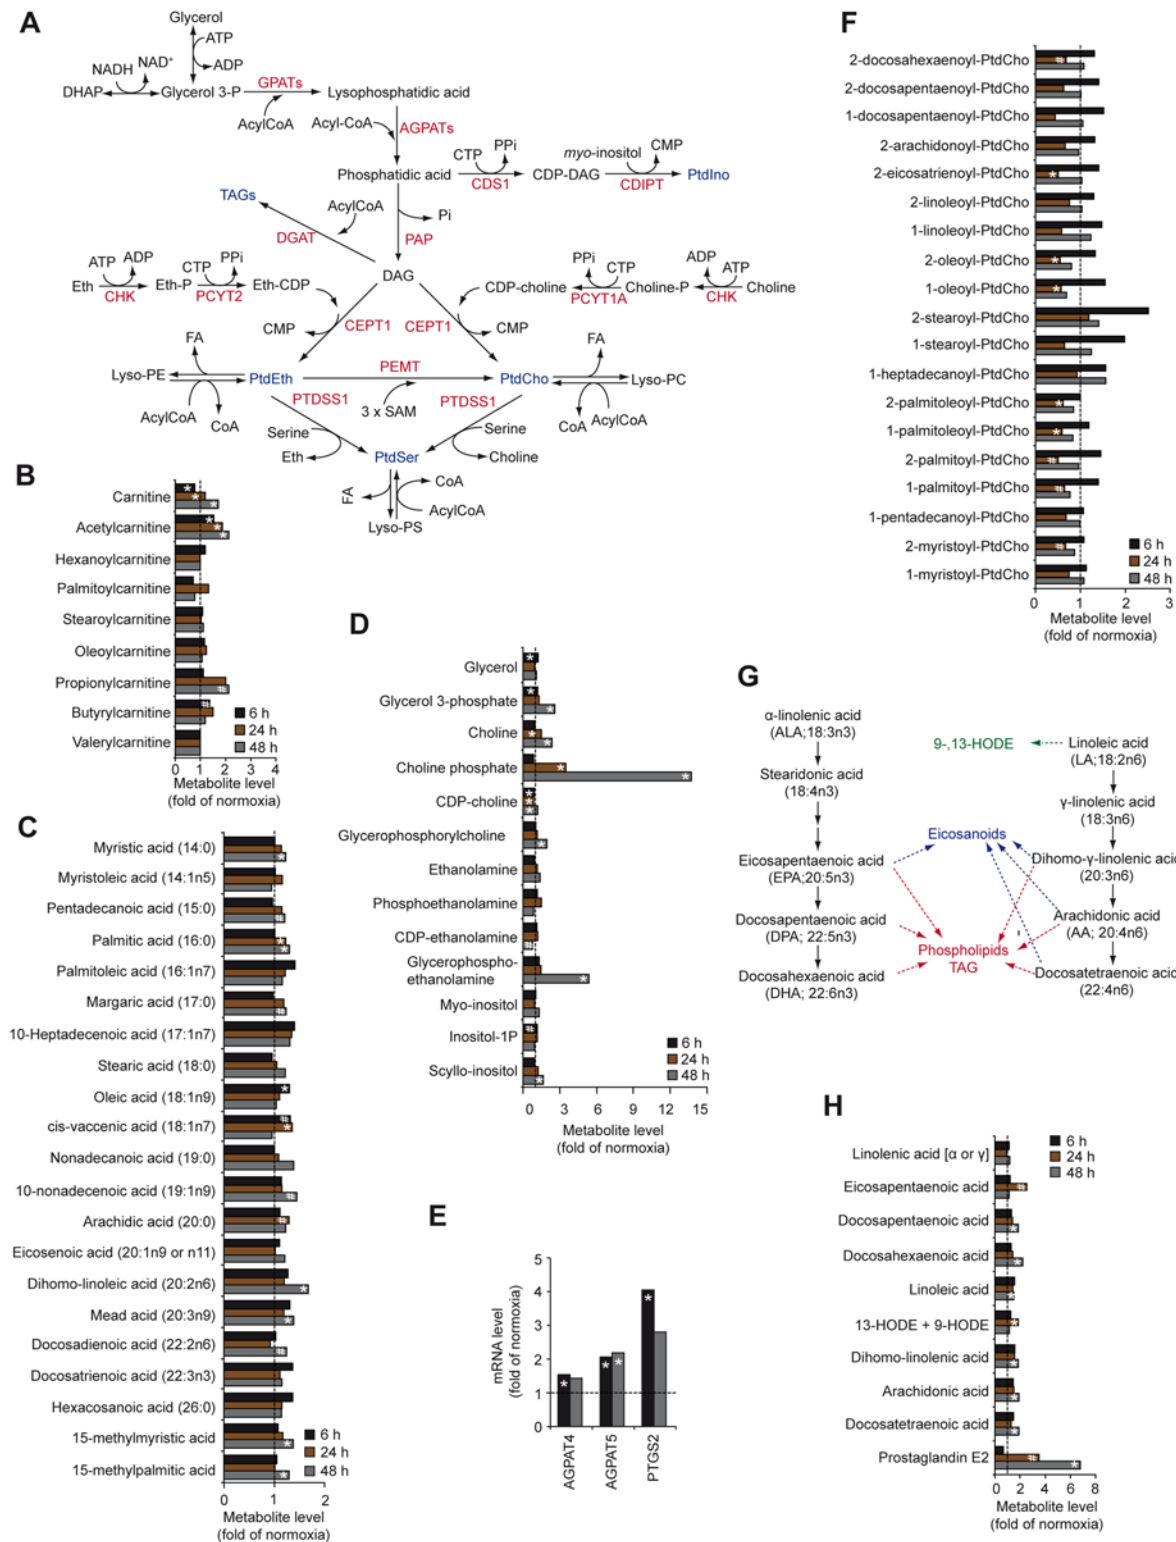 A
Glycerol
ATP
ADP
NADH
NAD+
DHAP
Glycerol 3-P
GPATs
Lysophosphatidic acid
AcylCoA
Acyl-CoA
AGPATs
CTP
PPi
myo-inositol
CMP
Phosphatidic acid
CDS1
CDP-DAG
CDIPT
PtdIno
TAGs
AcylCoA
Pi
DGAT
PAP
ATP
ADP
CTP
PPi
DAG
PPi
CTP
ADP
ATP
Eth
CHK
Eth-P
PCYT2
Eth-CDP
CDP-choline
PCYT1A
Choline-P
CHK
Choline
CMP
CEPT1
CEPT1
CMP
FA
PEMT
FA
Lyso-PE
PtdEth
PtdCho
Lyso-PC
AcylCoA
CoA
PTDSS1
3 x SAM
PTDSS1
CoA
AcylCoA
Serine
Serine
Eth
PtdSer
Choline
FA
CoA
AcylCoA
Lyso-PS
B
Carnitine
Acetylcarnitine
Hexanoylcarnitine
Palmitoylcarnitine
Stearoylcarnitine
Oleoylcarnitine
Propionylcarnitine
Butyrylcarnitine
Valerylcarnitine
6 h
24 h
48 h
0 1 2 3 4
Metabolite level
(fold of normoxia)
C
Myristic acid (14:0)
Myristoleic acid (14:1n5)
Pentadecanoic acid (15:0)
Palmitic acid (16:0)
Palmitoleic acid (16:1n7)
Margaric acid (17:0)
10-Heptadecenoic acid (17:1n7)
Stearic acid (18:0)
Oleic acid (18:1n9)
cis-vaccenic acid (18:1n7)
Nonadecanoic acid (19:0)
10-nonadecenoic acid (19:1n9)
Arachidic acid (20:0)
Eicosenoic acid (20:1n9 or n11)
Dihomo-linoleic acid (20:2n6)
Mead acid (20:3n9)
Docosadienoic acid (22:2n6)
Docosatrienoic acid (22:3n3)
Hexacosanoic acid (26:0)
15-methylmyristic acid
15-methylpalmitic acid
6 h
24 h
48 h
0 1 2
Metabolite level
(fold of normoxia)
D
Glycerol
Glycerol 3-phosphate
Choline
Choline phosphate
CDP-choline
Glycerophosphorylcholine
Ethanolamine
Phosphoethanolamine
CDP-ethanolamine
Glycerophospho-
ethanolamine
Myo-inositol
Inositol-1P
Scyllo-inositol
6 h
24 h
48 h
0 3 6 9 12 15
Metabolite level
(fold of normoxia)
E
mRNA level
(fold of normoxia)
5
4
3
2
1
0
AGPAT4
AGPAT5
PTGS2
F
2-docosahexaenoyl-PtdCho
2-docosapentaenoyl-PtdCho
1-docosapentaenoyl-PtdCho
2-arachidonoyl-PtdCho
2-eicosatrienoyl-PtdCho
2-linoleoyl-PtdCho
1-linoleoyl-PtdCho
2-oleoyl-PtdCho
1-oleoyl-PtdCho
2-stearoyl-PtdCho
1-stearoyl-PtdCho
1-heptadecanoyl-PtdCho
2-palmitoleoyl-PtdCho
1-palmitoleoyl-PtdCho
2-palmitoyl-PtdCho
1-palmitoyl-PtdCho
1-pentadecanoyl-PtdCho
2-myristoyl-PtdCho
1-myristoyl-PtdCho
6 h
24 h
48 h
0 1 2 3
Metabolite level
(fold of normoxia)
G
α-linolenic acid
(ALA;18:3n3)
Stearidonic acid
(18:4n3)
Eicosapentaenoic acid
(EPA;20:5n3)
Docosapentaenoic acid
(DPA; 22:5n3)
Docosahexaenoic acid
(DHA; 22:6n3)
9-,13-HODE
Eicosanoids
Phospholipids
TAG
Linoleic acid
(LA;18:2n6)
γ-linolenic acid
(18:3n6)
Dihomo-γ-linolenic acid
(20:3n6)
Arachidonic acid
(AA; 20:4n6)
Docosatetraenoic acid
(22:4n6)
H
6 h
24 h
48 h
Linolenic acid [α or γ]
Eicosapentaenoic acid
Docosapentaenoic acid
Docosahexaenoic acid
Linoleic acid
13-HODE + 9-HODE
Dihomo-linolenic acid
Arachidonic acid
Docosatetraenoic acid
Prostaglandin E2
0 2 4 6 8
Metabolite level
(fold of normoxia)